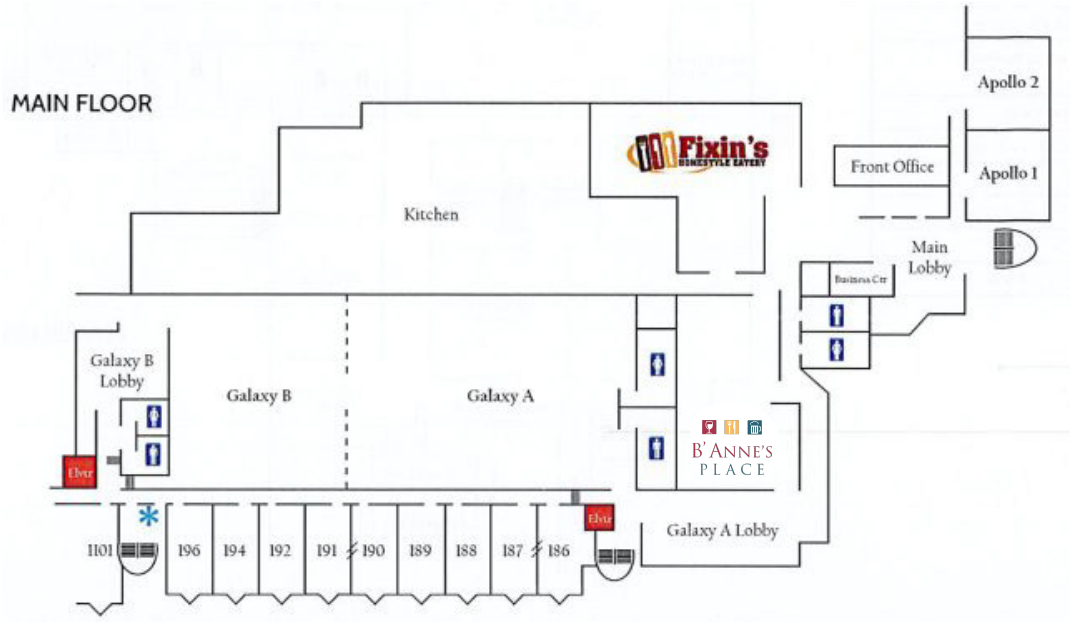 MAIN FLOOR
Apollo 2
Fixin's
HOMESTYLE EATERY
Front Office
Apollo 1
Kitchen
Main
Lobby
Business Ctr
Galaxy B
Lobby
Galaxy B
Galaxy A
B'ANNE'S
PLACE
Elvtr
Elvtr
Galaxy A Lobby
1101
196
194
192
191
190
189
188
187
186